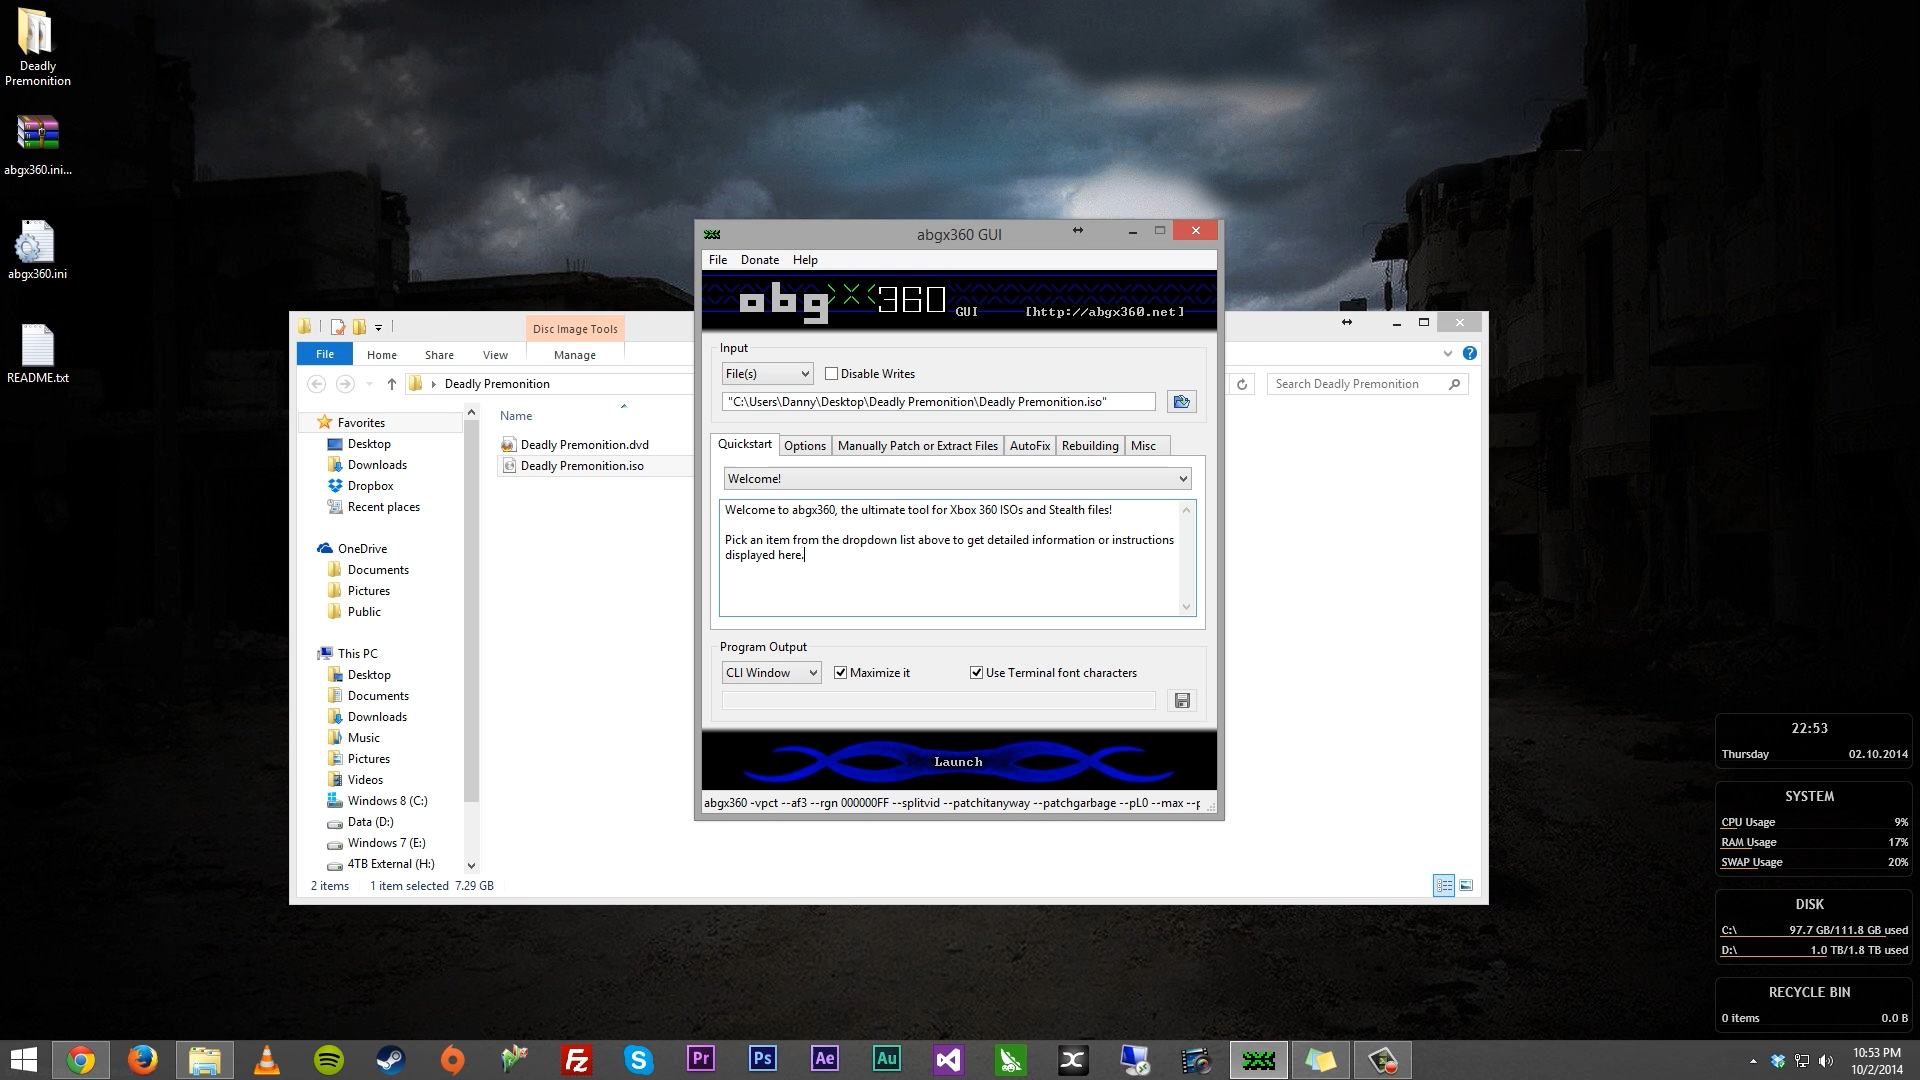 Deadly
Premonition
abgx360.ini...
abgx360.ini
README.txt
Disc Image Tools
File
Home
Share
View
Manage
Deadly Premonition
Search Deadly Premonition
Favorites
Desktop
Downloads
Dropbox
Recent places
OneDrive
Documents
Pictures
Public
This PC
Desktop
Documents
Downloads
Music
Pictures
Videos
Windows 8 (C:)
Data (D:)
Windows 7 (E:)
4TB External (H:)
Name
Deadly Premonition.dvd
Deadly Premonition.iso
2 items
1 item selected 7.29 GB
abgx360 GUI
File Donate Help
abgx360 GUI [http://abgx360.net]
Input
File(s)
Disable Writes
"C:\Users\Danny\Desktop\Deadly Premonition\Deadly Premonition.iso"
Quickstart Options Manually Patch or Extract Files AutoFix Rebuilding Misc
Welcome!
Welcome to abgx360, the ultimate tool for Xbox 360 ISOs and Stealth files!
Pick an item from the dropdown list above to get detailed information or instructions
displayed here.
Program Output
CLI Window
Maximize it
Use Terminal font characters
Launch
abgx360 -vpct --af3 --rgn 000000FF --splitvid --patchitanyway --patchgarbage --pL0 --max --p
22:53
Thursday 02.10.2014
SYSTEM
CPU Usage 9%
RAM Usage 17%
SWAP Usage 20%
DISK
C:\ 97.7 GB/111.8 GB used
D:\ 1.0 TB/1.8 TB used
RECYCLE BIN
0 items 0.0 B
Fz
S
Pr
Ps
Ae
Au
10:53 PM
10/2/2014